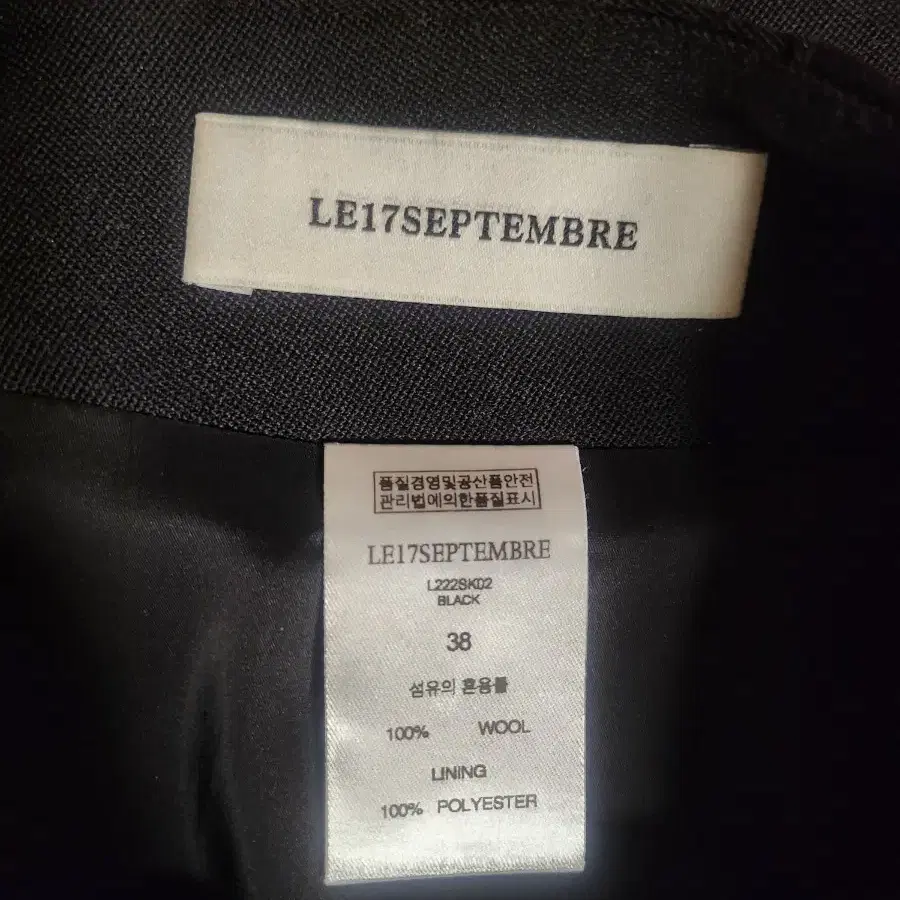 LE17SEPTEMBRE
품질경영및공산품안전
관리법에의한품질표시
LE17SEPTEMBRE
L222SK02
BLACK
38
섬유의 혼용률
100% WOOL
LINING
100% POLYESTER